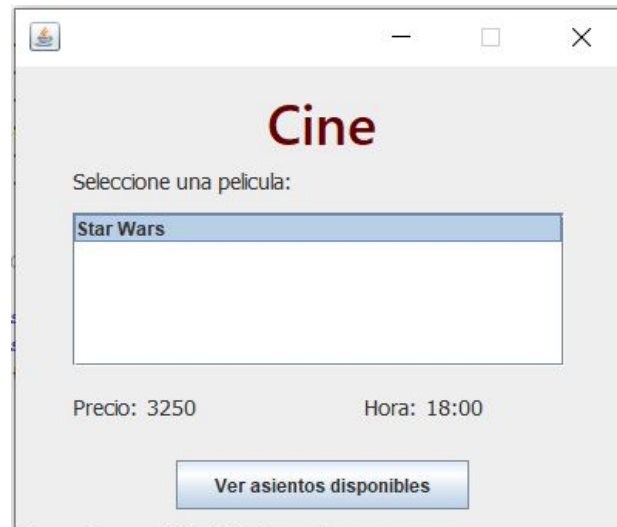 Cine
Seleccione una pelicula:
Star Wars
Precio: 3250 Hora: 18:00
Ver asientos disponibles